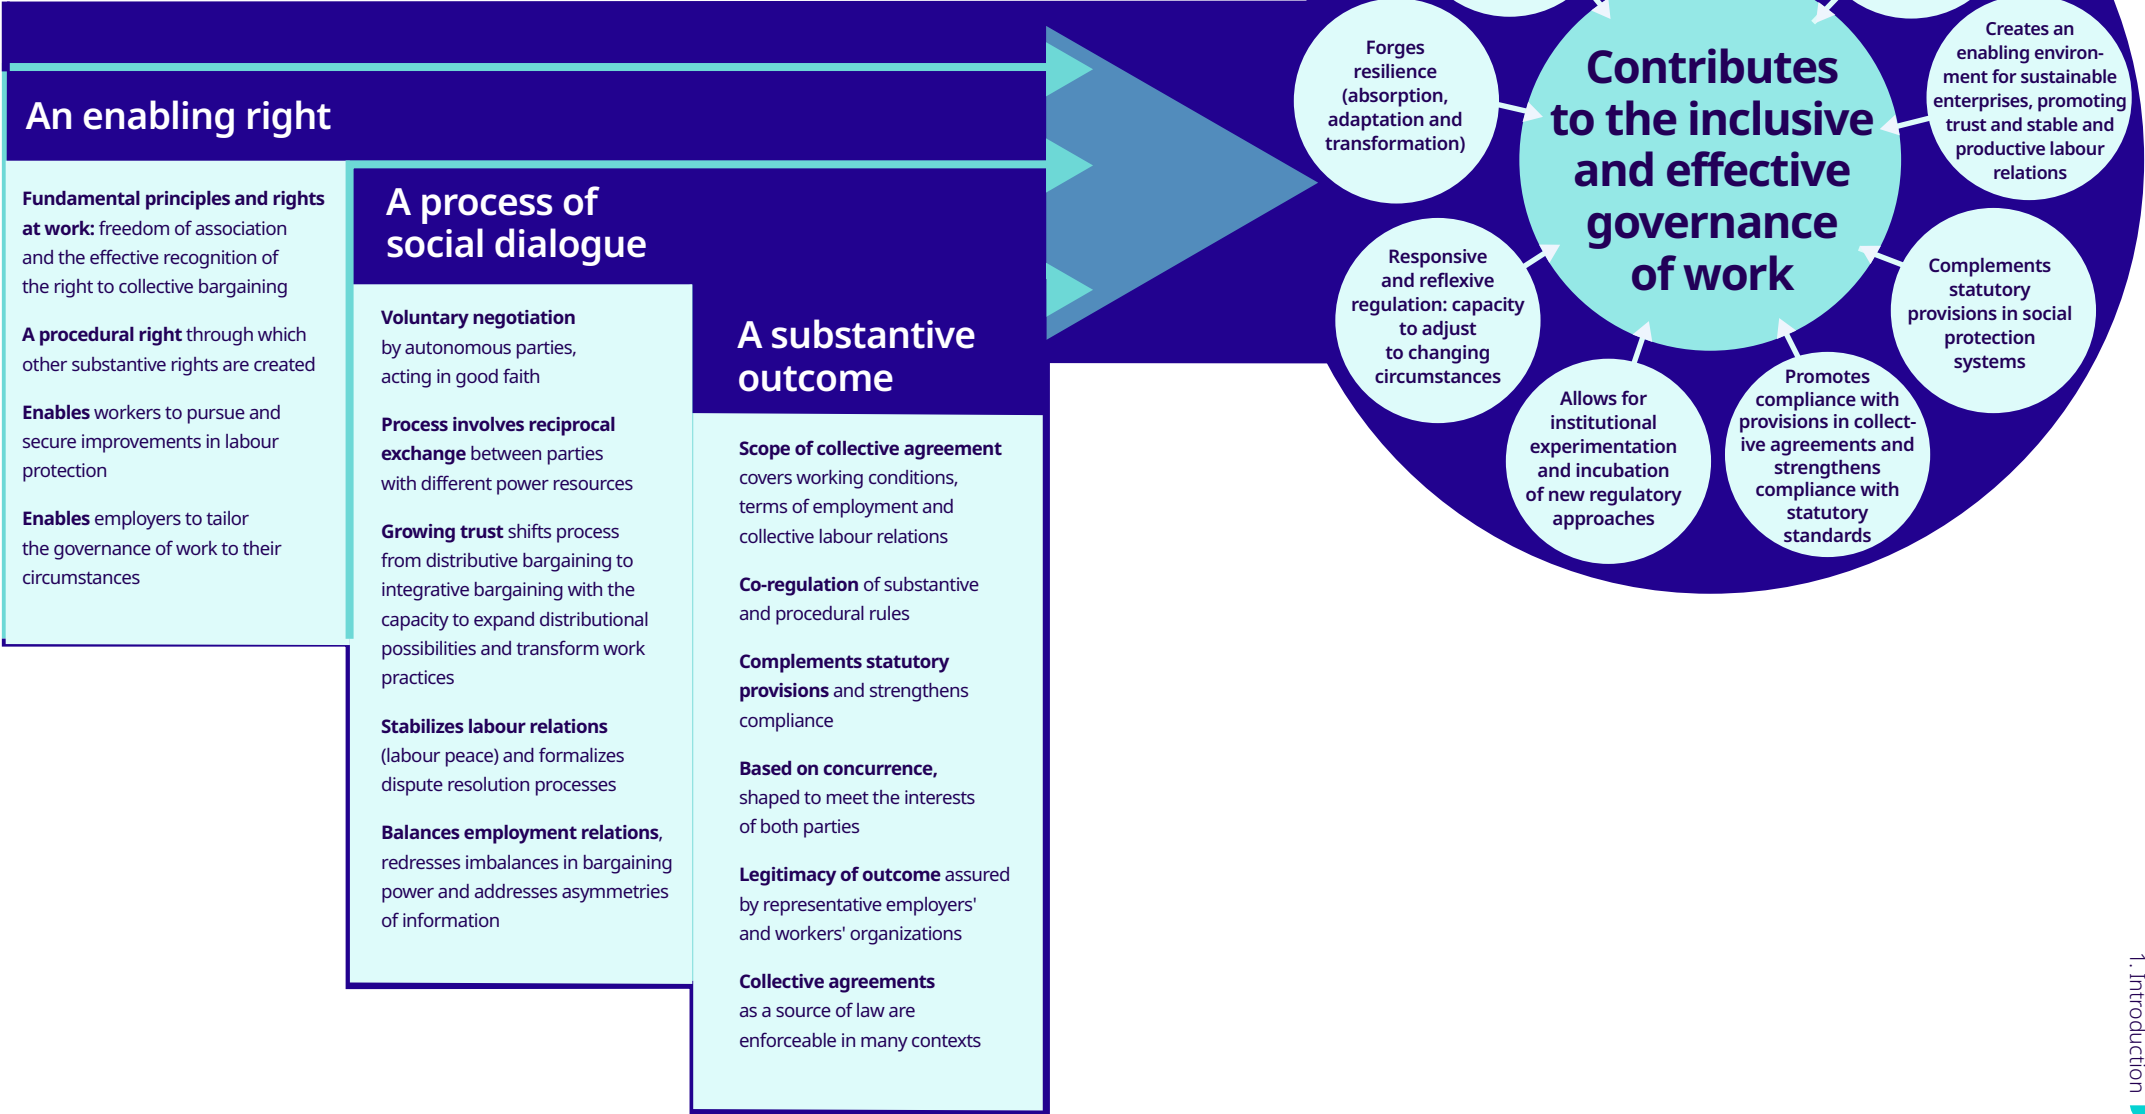 An enabling right
Fundamental principles and rights
at work: freedom of association
and the effective recognition of
the right to collective bargaining
A procedural right through which
other substantive rights are created
Enables workers to pursue and
secure improvements in labour
protection
Enables employers to tailor
the governance of work to their
circumstances
A process of
social dialogue
Voluntary negotiation
by autonomous parties,
acting in good faith
Process involves reciprocal
exchange between parties
with different power resources
Growing trust shifts process
from distributive bargaining to
integrative bargaining with the
capacity to expand distributional
possibilities and transform work
practices
Stabilizes labour relations
(labour peace) and formalizes
dispute resolution processes
Balances employment relations,
redresses imbalances in bargaining
power and addresses asymmetries
of information
A substantive
outcome
Scope of collective agreement
covers working conditions,
terms of employment and
collective labour relations
Co-regulation of substantive
and procedural rules
Complements statutory
provisions and strengthens
compliance
Based on concurrence,
shaped to meet the interests
of both parties
Legitimacy of outcome assured
by representative employers'
and workers' organizations
Collective agreements
as a source of law are
enforceable in many contexts
Contributes
to the inclusive
and effective
governance
of work
Forges
resilience
(absorption,
adaptation and
transformation)
Responsive
and reflexive
regulation: capacity
to adjust
to changing
circumstances
Allows for
institutional
experimentation
and incubation
of new regulatory
approaches
Promotes
compliance with
provisions in collect-
ive agreements and
strengthens
compliance with
statutory
standards
Complements
statutory
provisions in social
protection
systems
Creates an
enabling environ-
ment for sustainable
enterprises, promoting
trust and stable and
productive labour
relations
1. Introduction